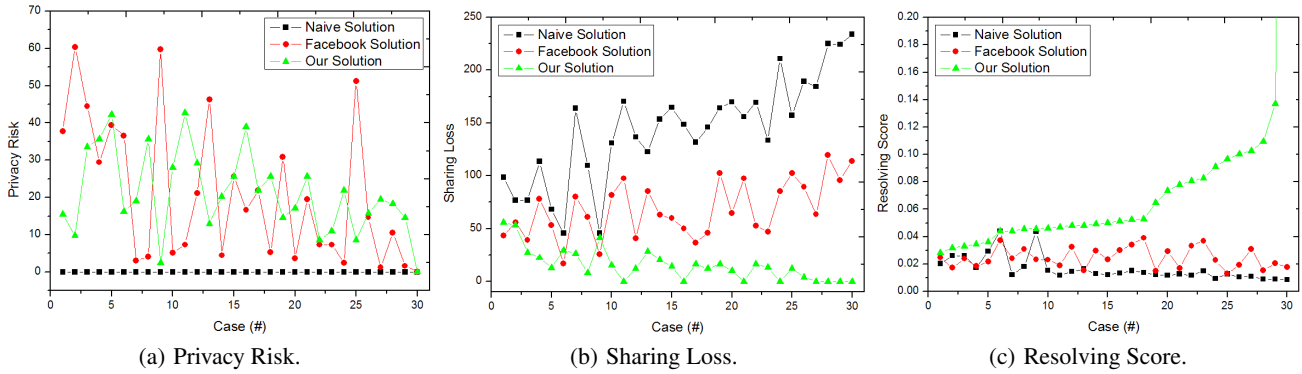 Privacy Risk
70
60
50
40
30
20
10
0
Naive Solution
Facebook Solution
Our Solution
0 5 10 15 20 25 30
Case (#)
(a) Privacy Risk.
Sharing Loss
250
200
150
100
50
0
Naive Solution
Facebook Solution
Our Solution
0 5 10 15 20 25 30
Case (#)
(b) Sharing Loss.
Resolving Score
0.20
0.18
0.16
0.14
0.12
0.10
0.08
0.06
0.04
0.02
0.00
Naive Solution
Facebook Solution
Our Solution
0 5 10 15 20 25 30
Case (#)
(c) Resolving Score.